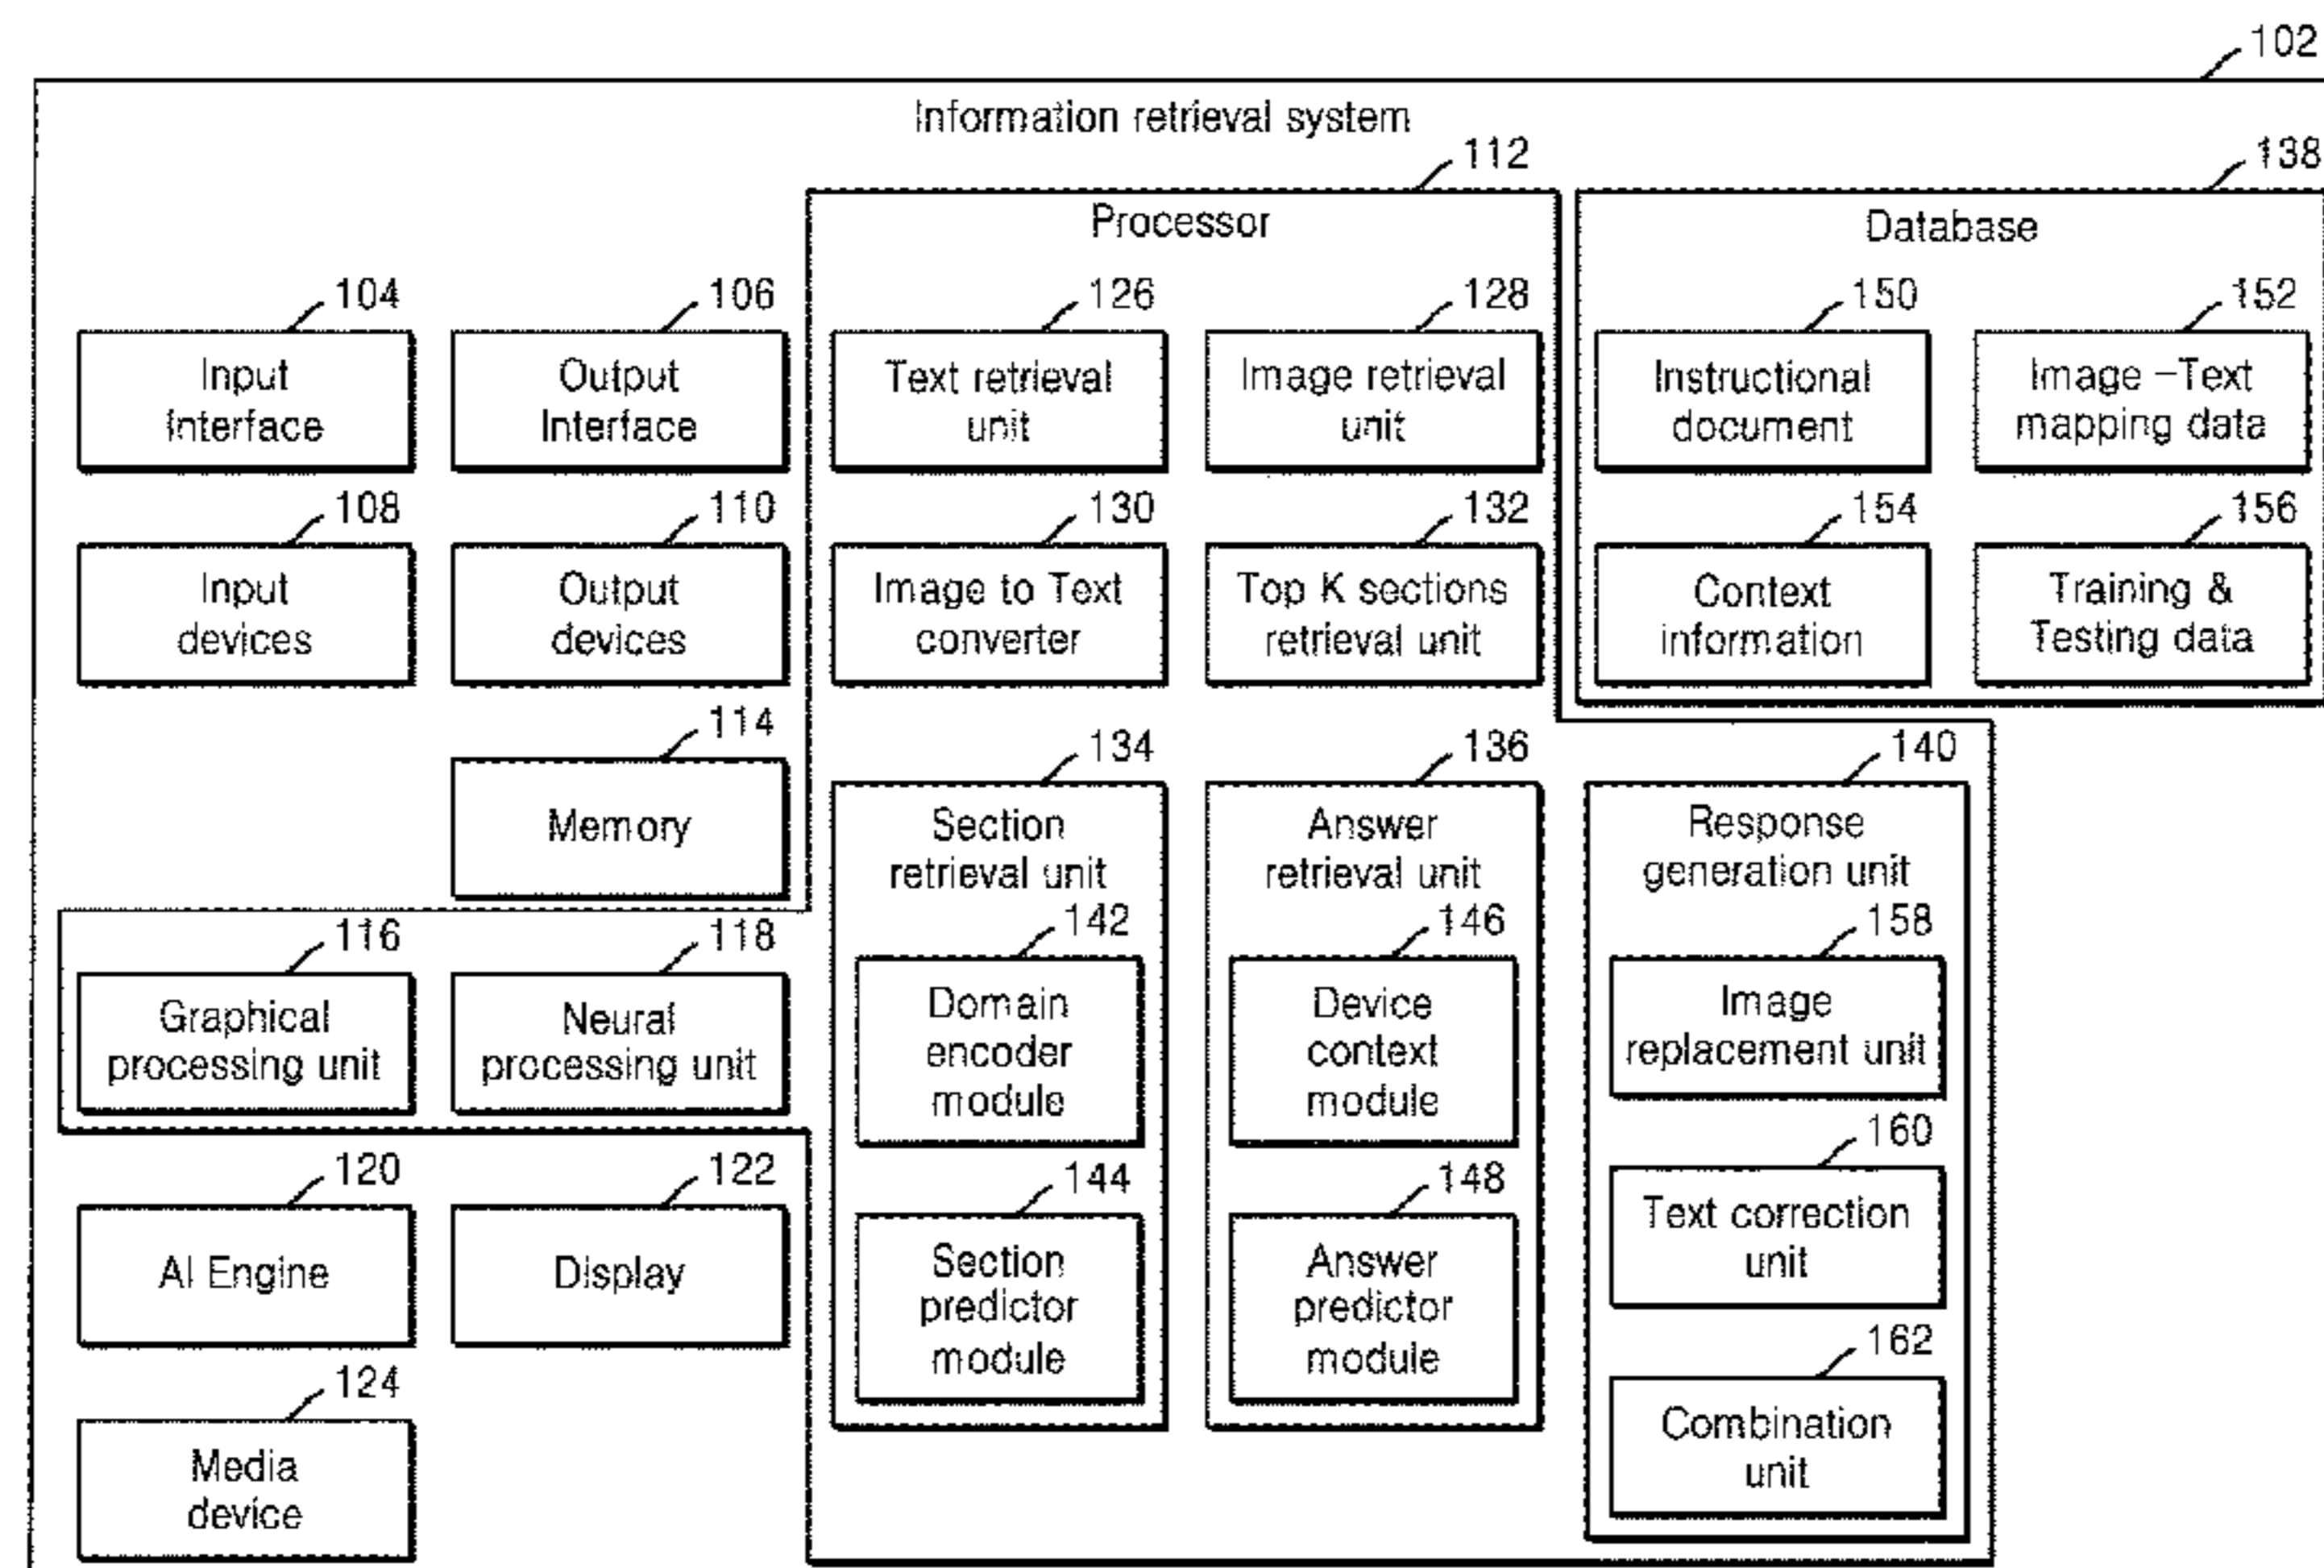 102
Information retrieval system
112
138
Processor
Database
104
106
126
128
150
152
Input
Interface
Output
Interface
Text retrieval
unit
Image retrieval
unit
Instructional
document
Image -Text
mapping data
108
110
130
132
154
156
Input
devices
Output
devices
Image to Text
converter
Top K sections
retrieval unit
Context
information
Training &
Testing data
114
134
136
140
Memory
Section
retrieval unit
Answer
retrieval unit
Response
generation unit
116
118
142
146
158
Graphical
processing unit
Neural
processing unit
Domain
encoder
module
Device
context
module
Image
replacement unit
120
122
144
148
160
AI Engine
Display
Section
predictor
module
Answer
predictor
module
Text correction
unit
124
162
Media
device
Combination
unit